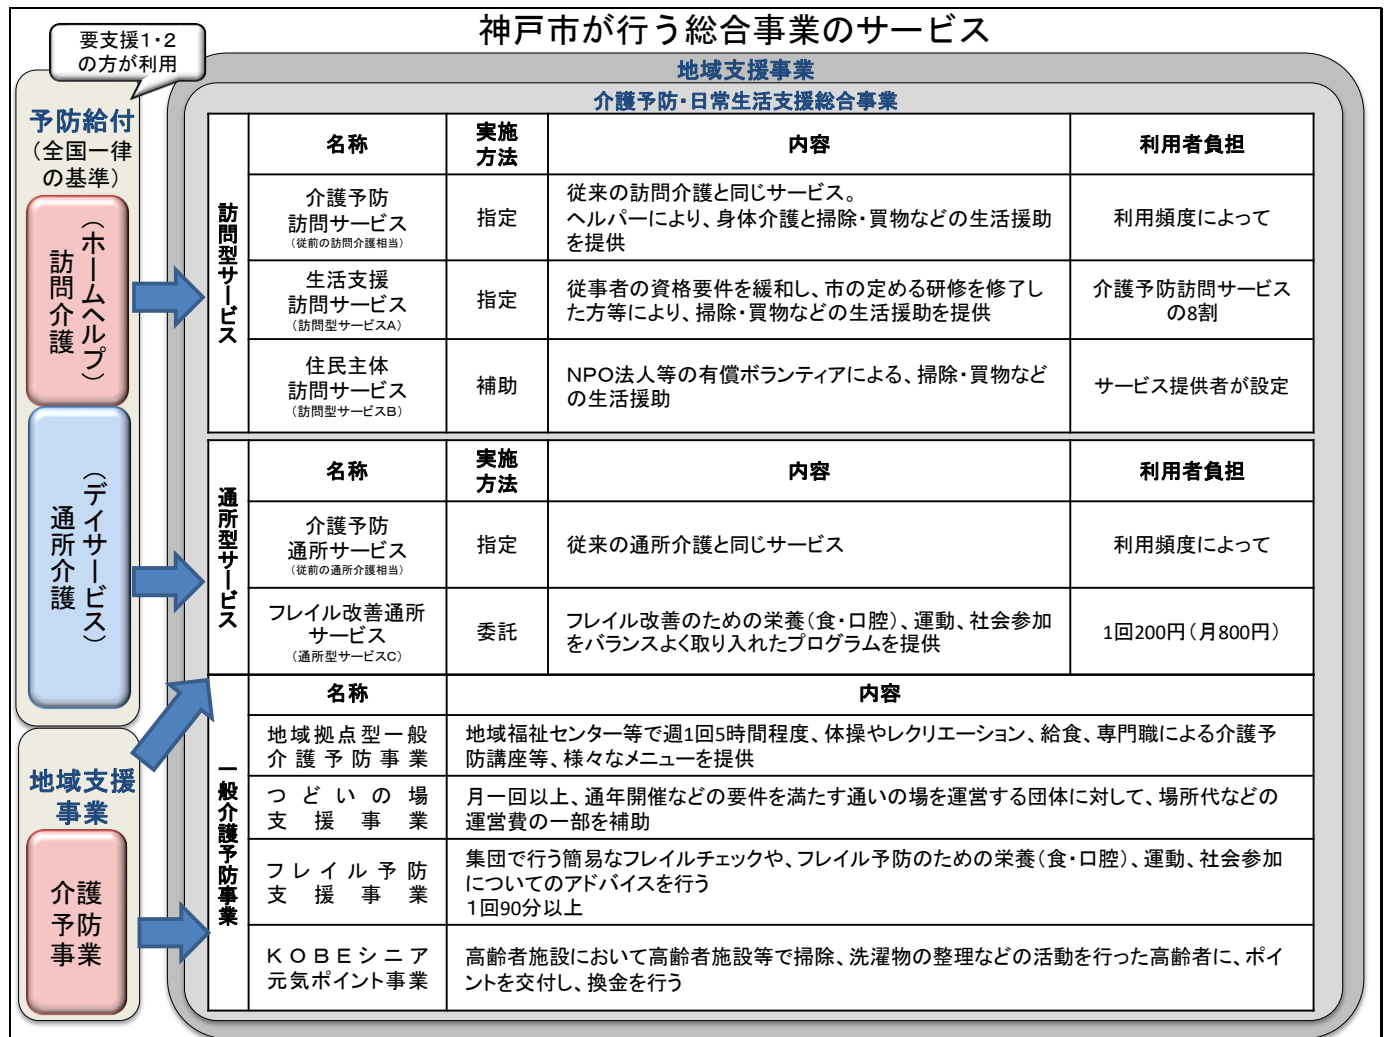 神戸市が行う総合事業のサービス
要支援1・2
の方が利用
予防給付
（全国一律
の基準）
訪問介護
（ホームヘルプ）
通所介護
（デイサービス）
地域支援
事業
介護
予防
事業
地域支援事業
介護予防・日常生活支援総合事業
訪問型サービス
名称
実施
方法
内容
利用者負担
介護予防
訪問サービス
（従前の訪問介護相当）
指定
従来の訪問介護と同じサービス。
ヘルパーにより、身体介護と掃除・買物などの生活援助
を提供
利用頻度によって
生活支援
訪問サービス
（訪問型サービスA）
指定
従事者の資格要件を緩和し、市の定める研修を修了し
た方等により、掃除・買物などの生活援助を提供
介護予防訪問サービス
の8割
住民主体
訪問サービス
（訪問型サービスB）
補助
NPO法人等の有償ボランティアによる、掃除・買物など
の生活援助
サービス提供者が設定
通所型サービス
名称
実施
方法
内容
利用者負担
介護予防
通所サービス
（従前の通所介護相当）
指定
従来の通所介護と同じサービス
利用頻度によって
フレイル改善通所
サービス
（通所型サービスC）
委託
フレイル改善のための栄養（食・口腔）、運動、社会参加
をバランスよく取り入れたプログラムを提供
1回200円（月800円）
一般介護予防事業
名称
内容
地域拠点型一般
介護予防事業
地域福祉センター等で週1回5時間程度、体操やレクリエーション、給食、専門職による介護予
防講座等、様々なメニューを提供
つどいの場
支援事業
月一回以上、通年開催などの要件を満たす通いの場を運営する団体に対して、場所代などの
運営費の一部を補助
フレイル予防
支援事業
集団で行う簡易なフレイルチェックや、フレイル予防のための栄養（食・口腔）、運動、社会参加
についてのアドバイスを行う
1回90分以上
ＫＯＢＥシニア
元気ポイント事業
高齢者施設において高齢者施設等で掃除、洗濯物の整理などの活動を行った高齢者に、ポイ
ントを交付し、換金を行う